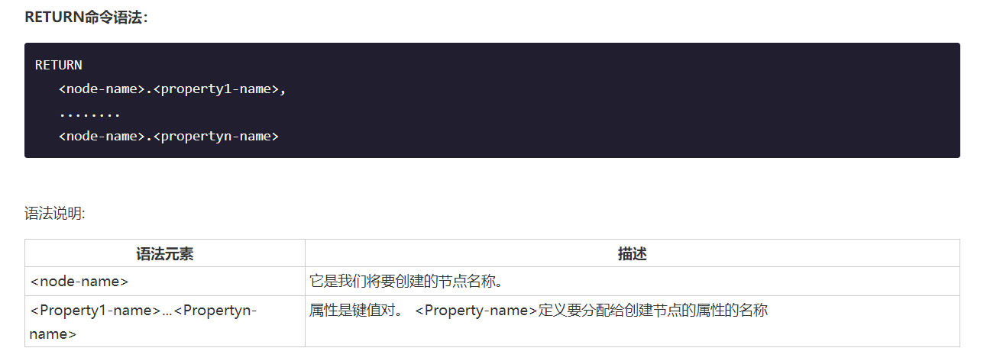 RETURN命令语法：
RETURN
<node-name>.<property1-name>,
........
<node-name>.<propertyn-name>
语法说明:
语法元素 描述
<node-name> 它是我们将要创建的节点名称。
<Property1-name>...<Propertyn- 属性是键值对。 <Property-name>定义要分配给创建节点的属性的名称
name>